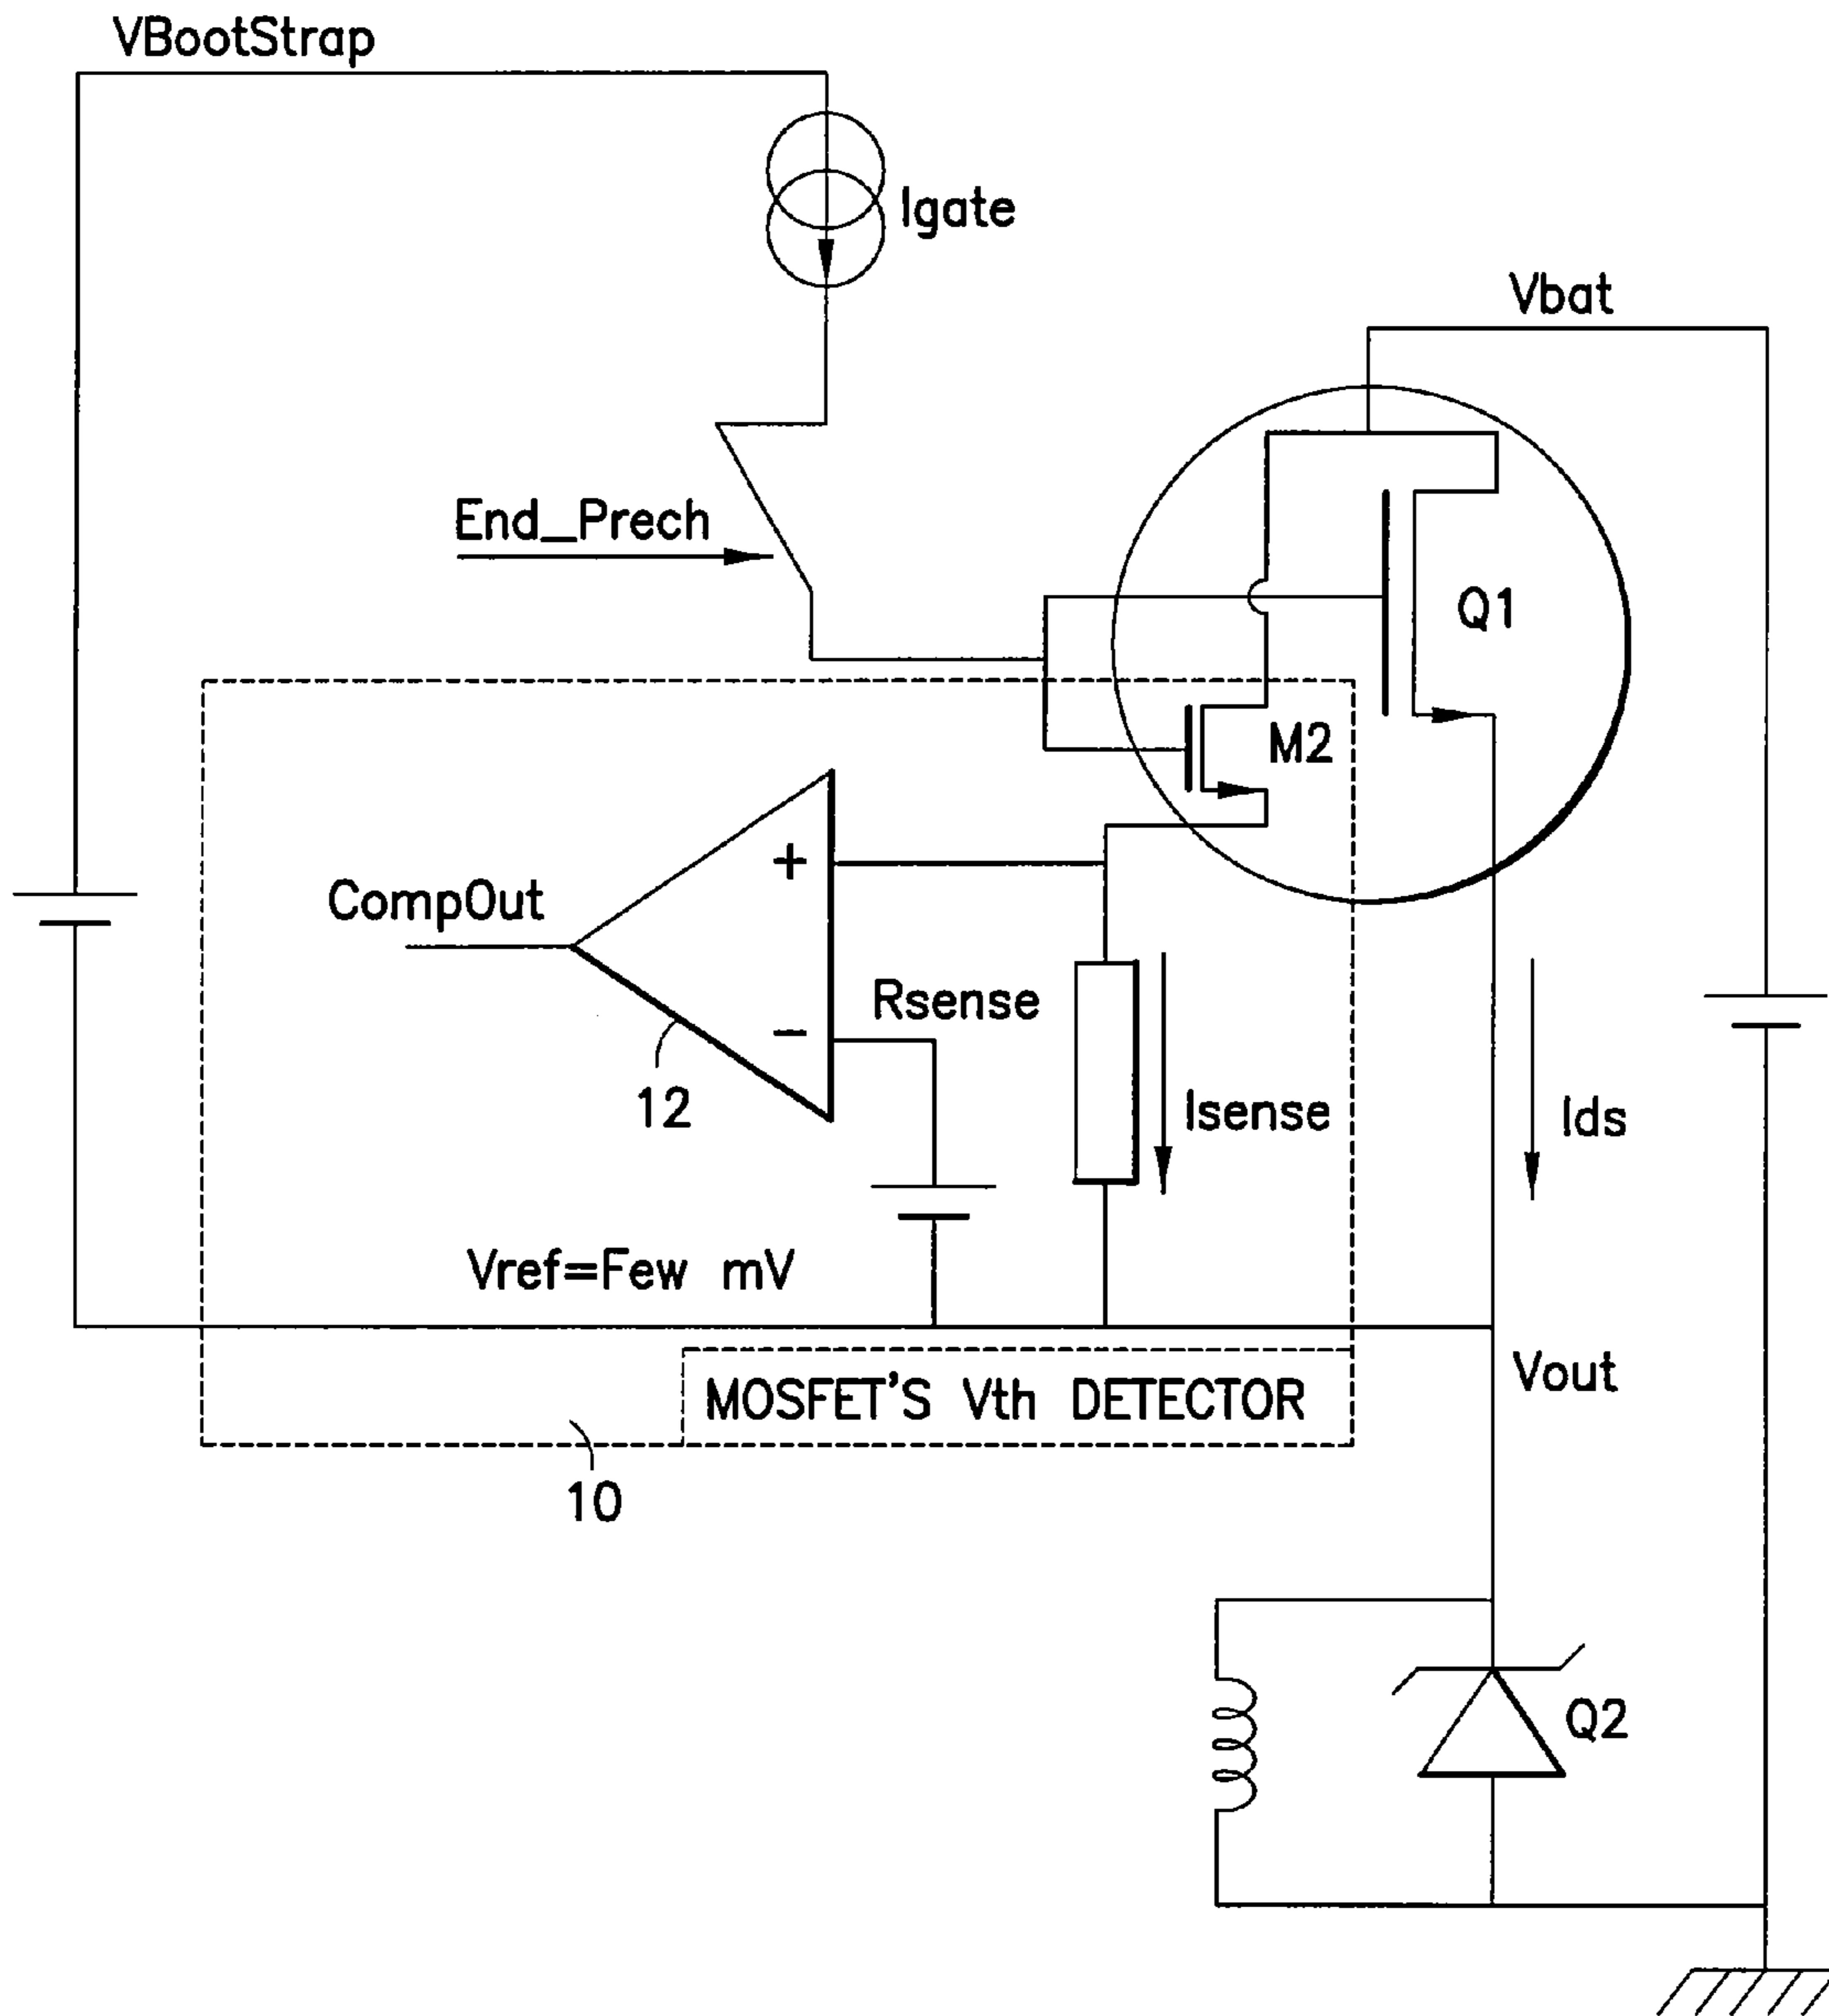 VBootStrap
Igate
Vbat
End_Prech
Q1
M2
+
CompOut
Rsense
-
12
Isense
Ids
Vref=Few mV
Vout
MOSFET'S Vth DETECTOR
10
Q2